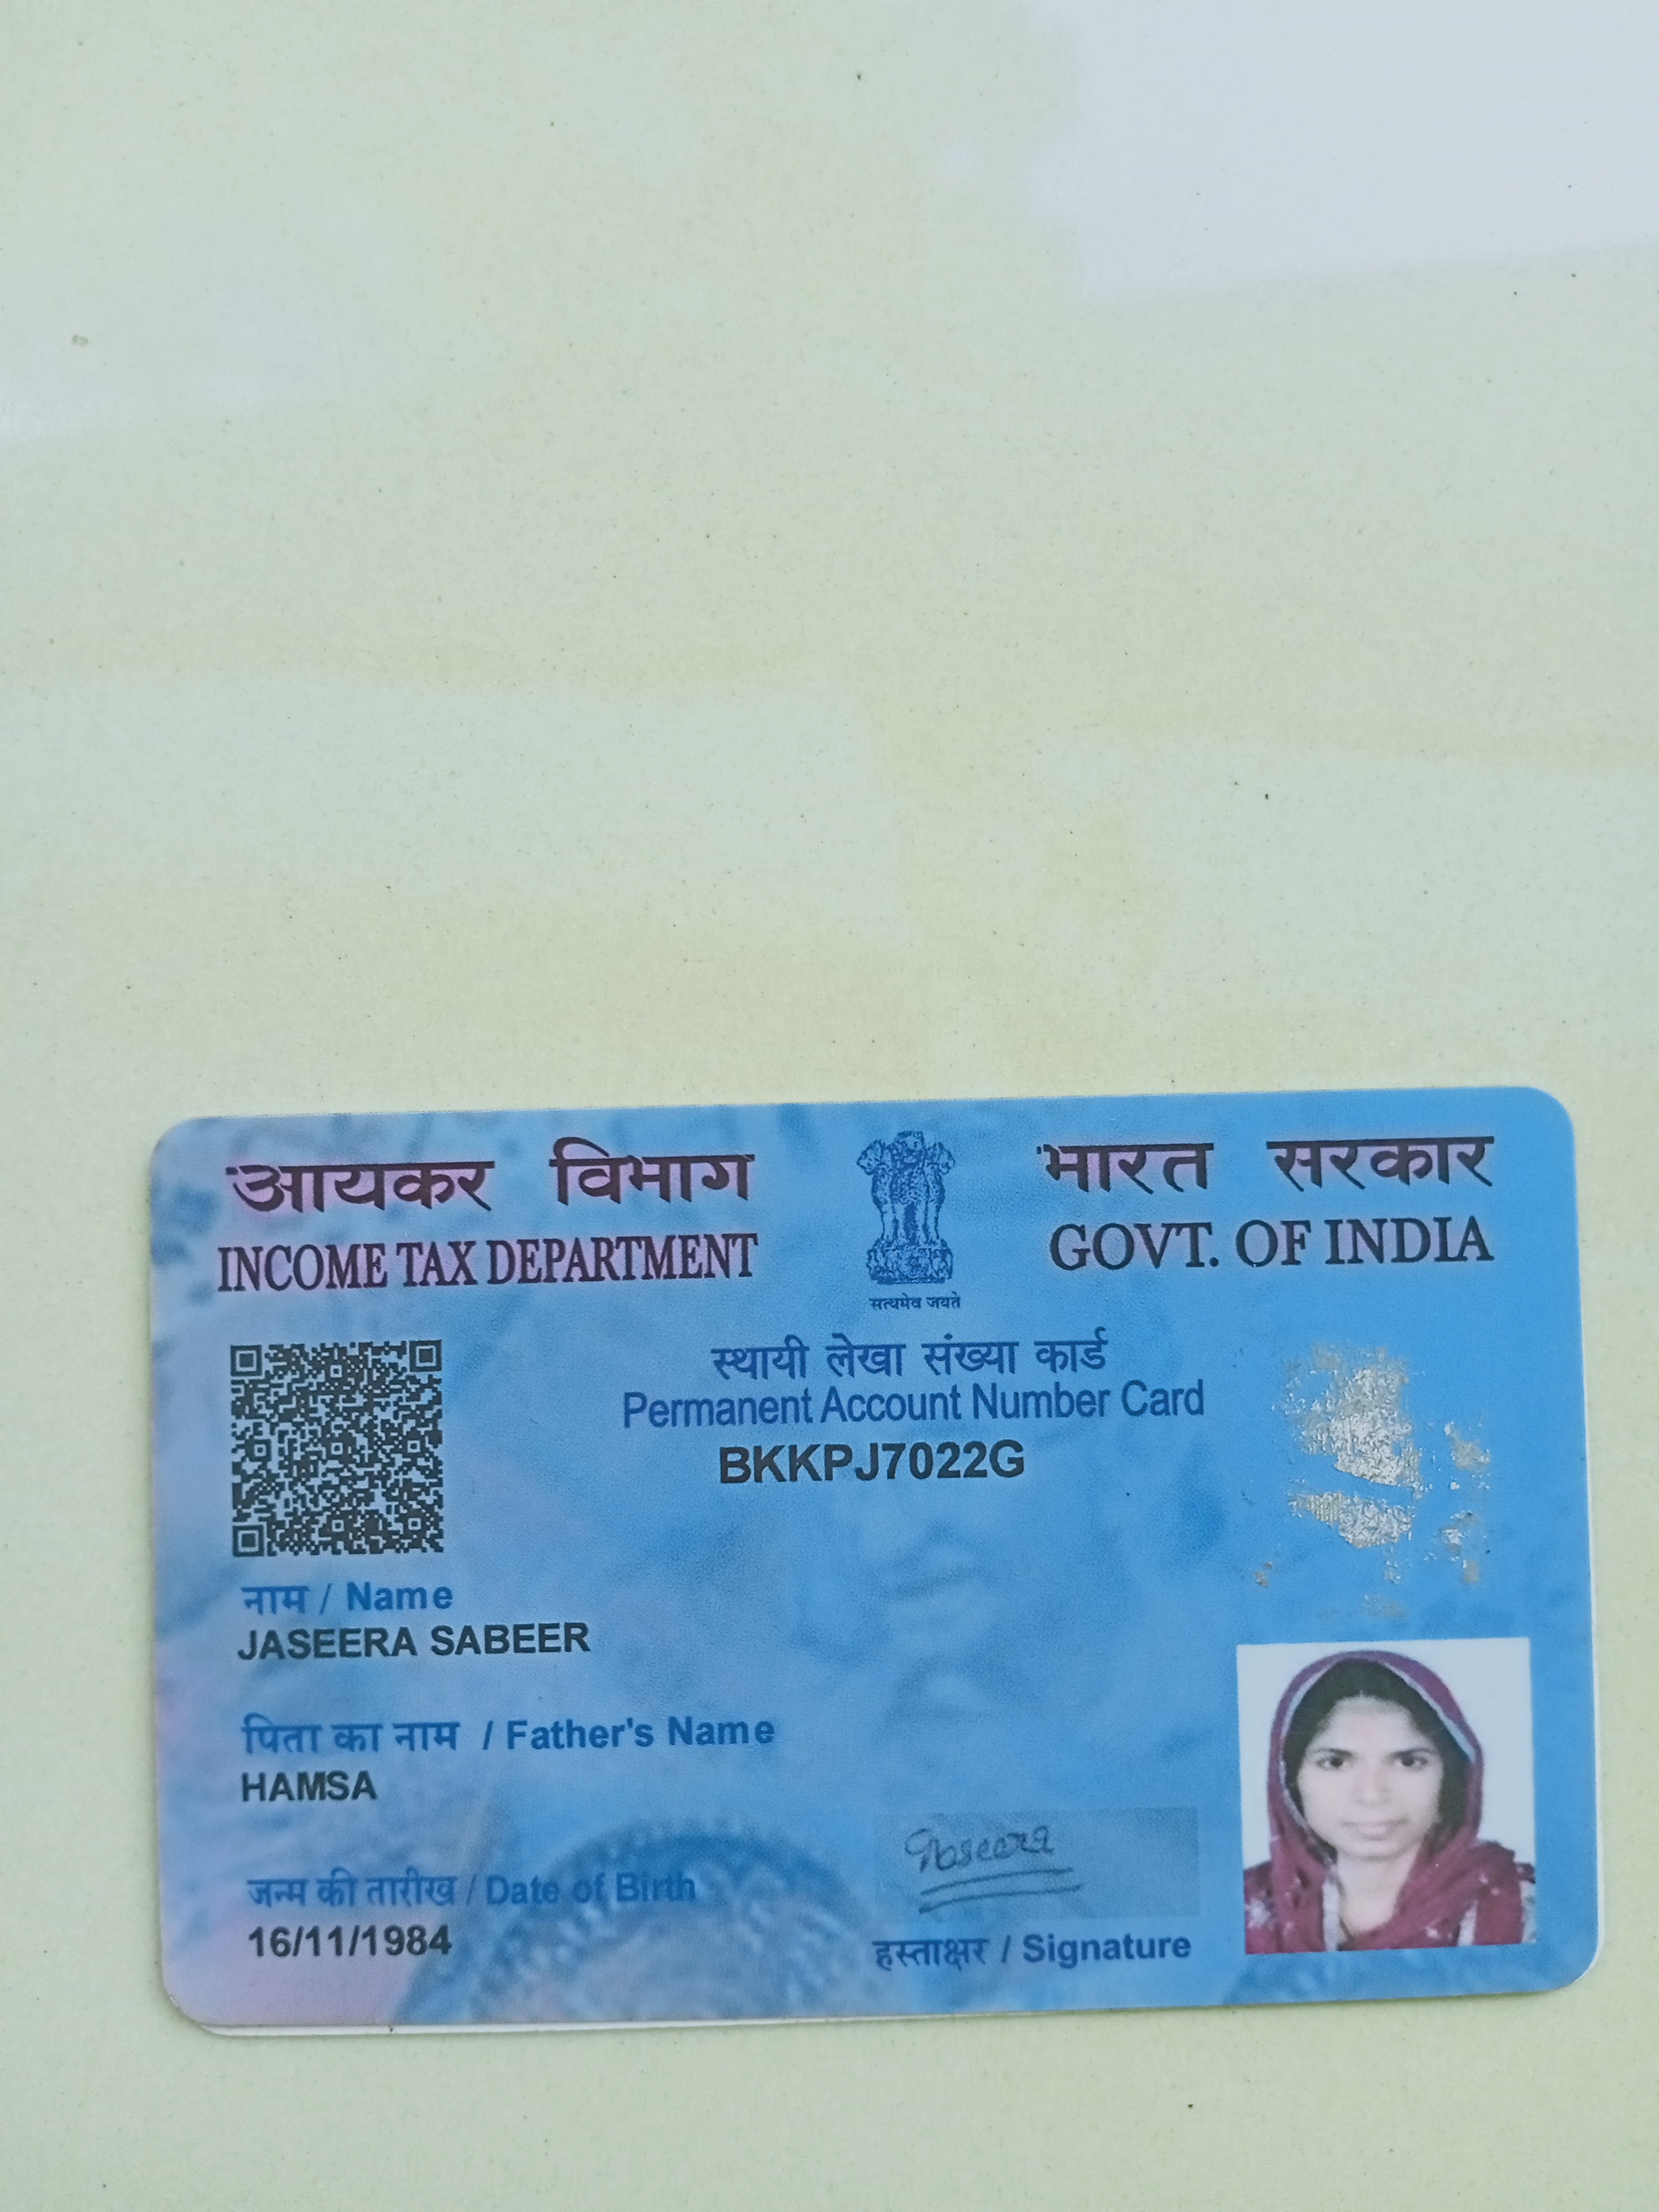 आयकर विभाग
INCOME TAX DEPARTMENT
सत्यमेव जयते
भारत सरकार
GOVT. OF INDIA
स्थायी लेखा संख्या कार्ड
Permanent Account Number Card
BKKPJ7022G
नाम / Name
JASEERA SABEER
पिता का नाम / Father's Name
HAMSA
जन्म की तारीख / Date of Birth
16/11/1984
Jaseera
हस्ताक्षर / Signature